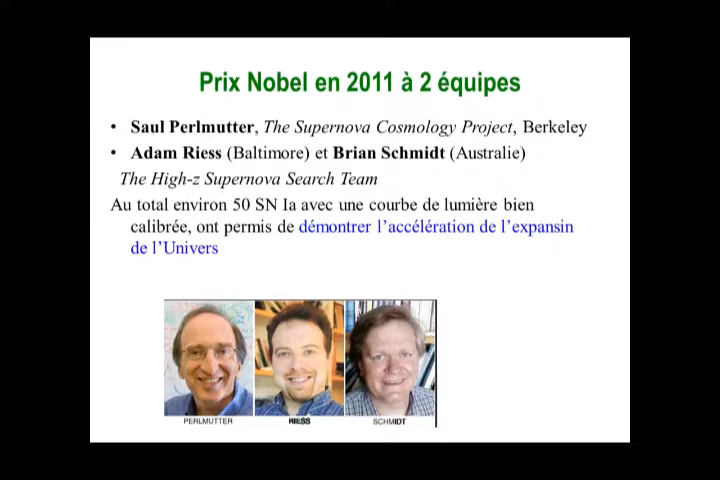 Prix Nobel en 2011 à 2 équipes
• Saul Perlmutter, The Supernova Cosmology Project, Berkeley
• Adam Riess (Baltimore) et Brian Schmidt (Australie)
The High-z Supernova Search Team
Au total environ 50 SN Ia avec une courbe de lumière bien
calibrée, ont permis de démontrer l'accélération de l'expansin
de l'Univers
PERLMUTTER RIESS SCHMIDT